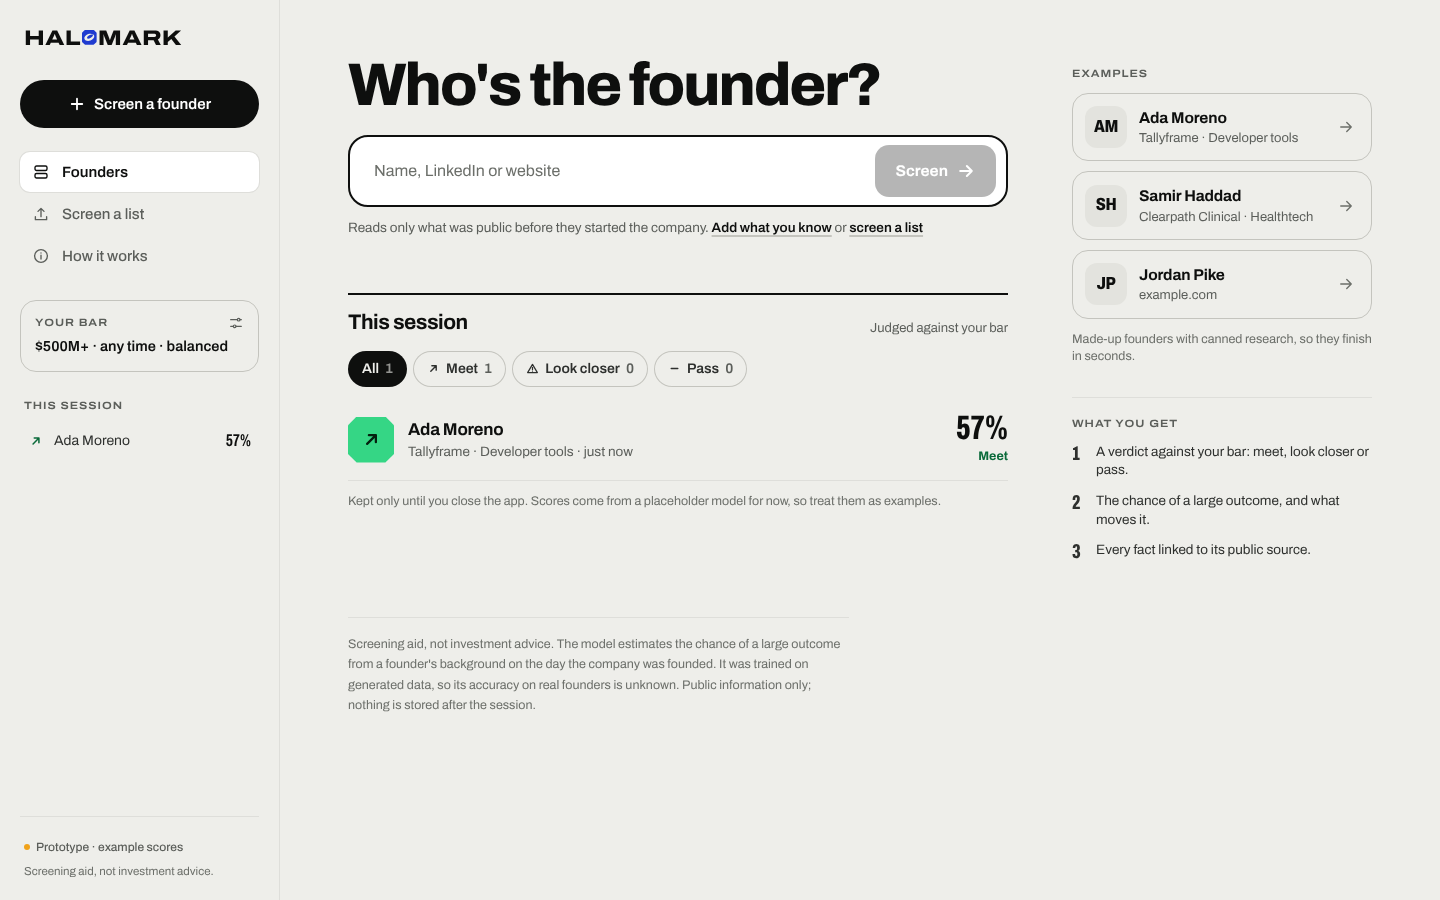 HALOMARK
Screen a founder
Founders
Screen a list
How it works
YOUR BAR
$500M+ · any time · balanced
THIS SESSION
Ada Moreno 57%
Prototype · example scores
Screening aid, not investment advice.
Who's the founder?
Name, LinkedIn or website
Screen
Reads only what was public before they started the company. Add what you know or screen a list
This session
Judged against your bar
All 1
Meet 1
Look closer 0
Pass 0
Ada Moreno
Tallyframe · Developer tools · just now
57%
Meet
Kept only until you close the app. Scores come from a placeholder model for now, so treat them as examples.
Screening aid, not investment advice. The model estimates the chance of a large outcome
from a founder's background on the day the company was founded. It was trained on
generated data, so its accuracy on real founders is unknown. Public information only;
nothing is stored after the session.
EXAMPLES
AM
Ada Moreno
Tallyframe · Developer tools
SH
Samir Haddad
Clearpath Clinical · Healthtech
JP
Jordan Pike
example.com
Made-up founders with canned research, so they finish
in seconds.
WHAT YOU GET
1 A verdict against your bar: meet, look closer or
pass.
2 The chance of a large outcome, and what
moves it.
3 Every fact linked to its public source.